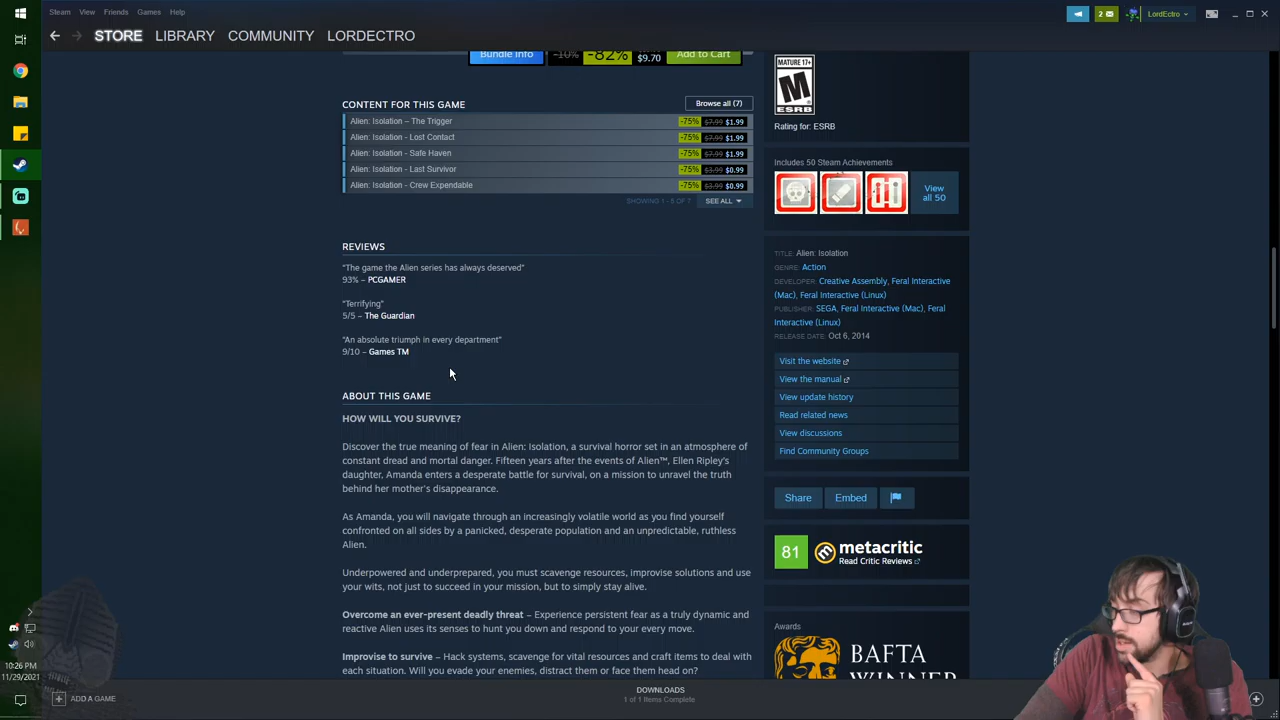 Steam View Friends Games Help
2
LordEctro
STORE LIBRARY COMMUNITY LORDECTRO
Bundle info -10% -82% $9.70 Add to Cart
CONTENT FOR THIS GAME Browse all (7)
Alien: Isolation – The Trigger -75% $7.99 $1.99
Alien: Isolation - Lost Contact -75% $7.99 $1.99
Alien: Isolation - Safe Haven -75% $7.99 $1.99
Alien: Isolation - Last Survivor -75% $3.99 $0.99
Alien: Isolation - Crew Expendable -75% $3.99 $0.99
SHOWING 1 - 5 OF 7 SEE ALL
REVIEWS
“The game the Alien series has always deserved”
93% – PCGAMER
“Terrifying”
5/5 – The Guardian
“An absolute triumph in every department”
9/10 – Games TM
ABOUT THIS GAME
HOW WILL YOU SURVIVE?
Discover the true meaning of fear in Alien: Isolation, a survival horror set in an atmosphere of
constant dread and mortal danger. Fifteen years after the events of Alien™, Ellen Ripley’s
daughter, Amanda enters a desperate battle for survival, on a mission to unravel the truth
behind her mother’s disappearance.
As Amanda, you will navigate through an increasingly volatile world as you find yourself
confronted on all sides by a panicked, desperate population and an unpredictable, ruthless
Alien.
Underpowered and underprepared, you must scavenge resources, improvise solutions and use
your wits, not just to succeed in your mission, but to simply stay alive.
Overcome an ever-present deadly threat – Experience persistent fear as a truly dynamic and
reactive Alien uses its senses to hunt you down and respond to your every move.
Improvise to survive – Hack systems, scavenge for vital resources and craft items to deal with
each situation. Will you evade your enemies, distract them or face them head on?
MATURE 17+
M
ESRB
Rating for: ESRB
Includes 50 Steam Achievements
View
all 50
TITLE: Alien: Isolation
GENRE: Action
DEVELOPER: Creative Assembly, Feral Interactive
(Mac), Feral Interactive (Linux)
PUBLISHER: SEGA, Feral Interactive (Mac), Feral
Interactive (Linux)
RELEASE DATE: Oct 6, 2014
Visit the website
View the manual
View update history
Read related news
View discussions
Find Community Groups
Share Embed
81 metacritic
Read Critic Reviews
Awards
BAFTA
WINNER
10:26 PM
11/29/2021
ADD A GAME
DOWNLOADS
1 of 1 Items Complete